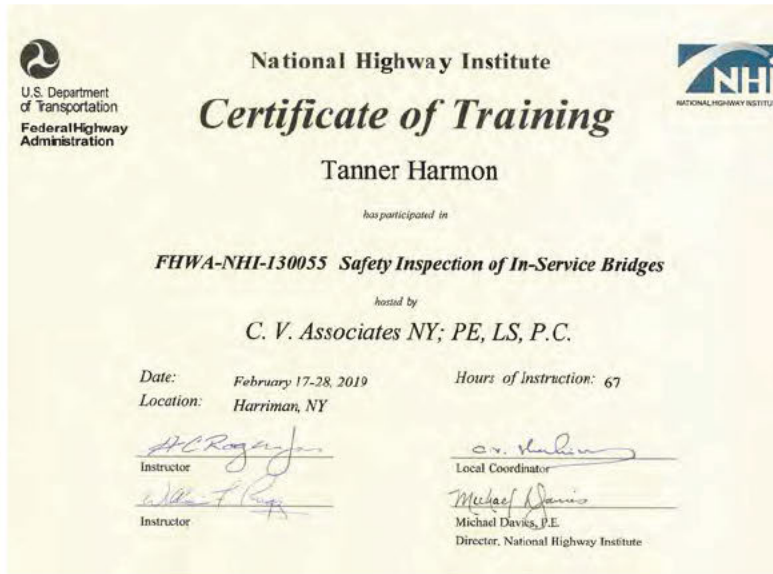 U.S. Department
of Transportation
Federal Highway
Administration
National Highway Institute
NHI
NATIONAL HIGHWAY INSTITUTE
Certificate of Training
Tanner Harmon
has participated in
FHWA-NHI-130055 Safety Inspection of In-Service Bridges
hosted by
C. V. Associates NY; PE, LS, P.C.
Date: February 17-28, 2019
Hours of Instruction: 67
Location: Harriman, NY
Instructor
Local Coordinator
Michael Davies
Instructor
Michael Davies, P.E.
Director, National Highway Institute